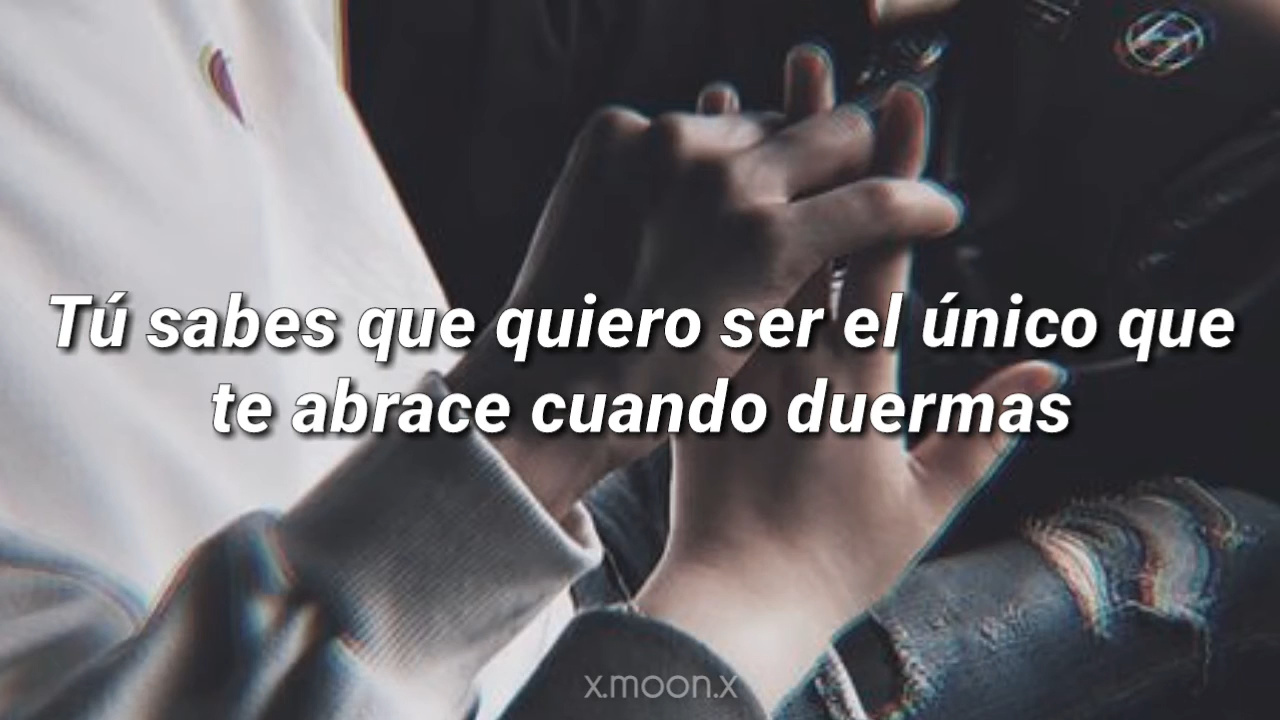 Tú sabes que quiero ser el único que
te abrace cuando duermas
x.moon.x